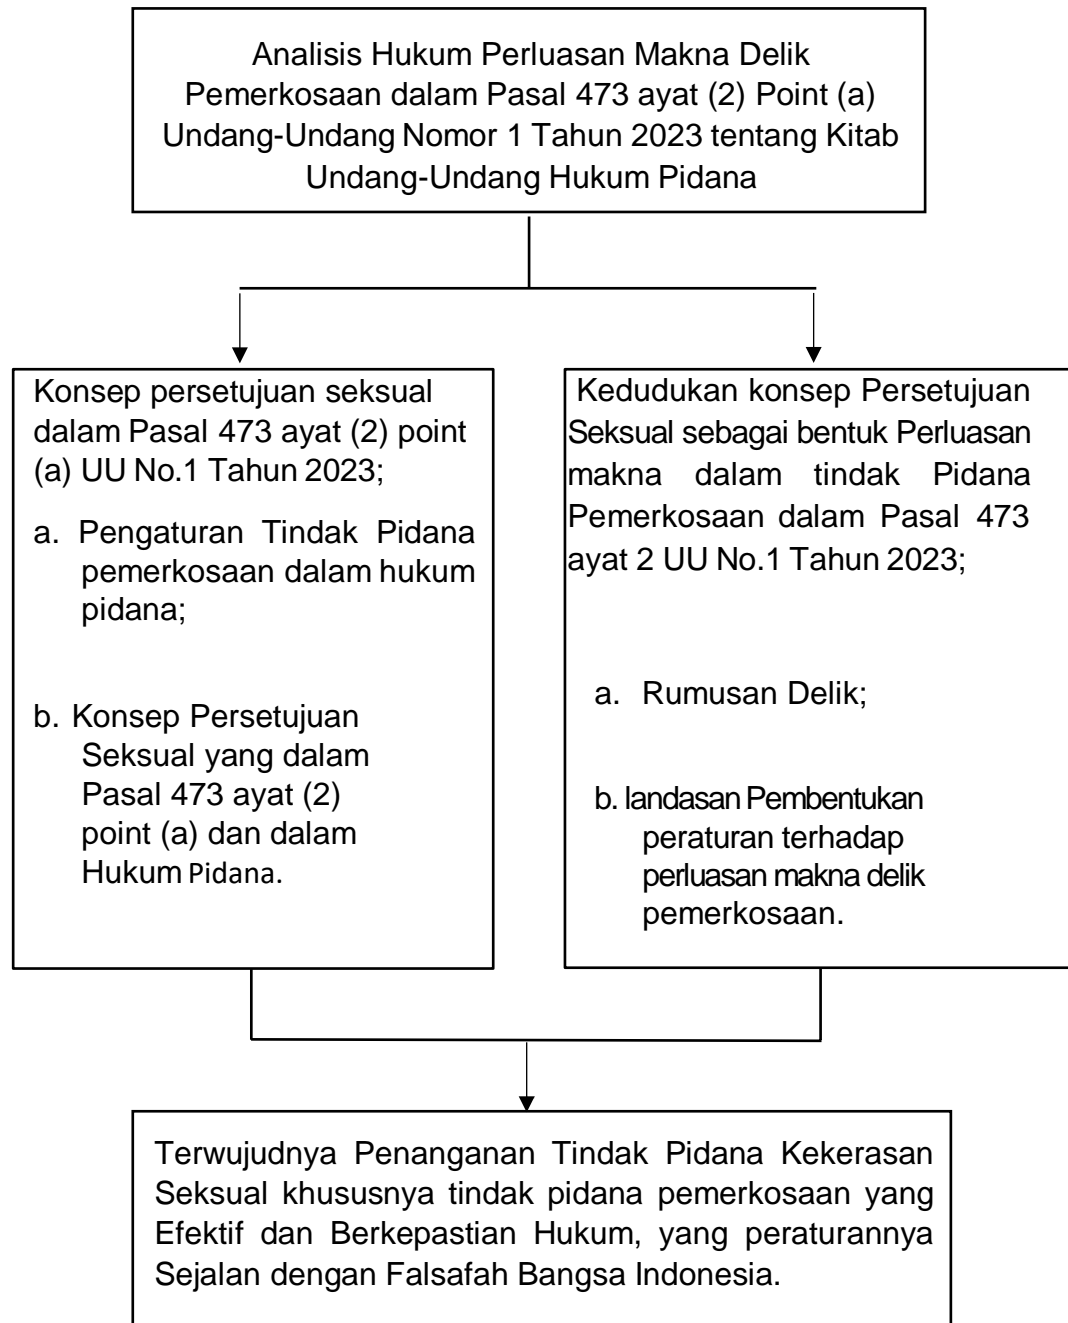 Analisis Hukum Perluasan Makna Delik
Pemerkosaan dalam Pasal 473 ayat (2) Point (a)
Undang-Undang Nomor 1 Tahun 2023 tentang Kitab
Undang-Undang Hukum Pidana
Konsep persetujuan seksual
dalam Pasal 473 ayat (2) point
(a) UU No.1 Tahun 2023;
a. Pengaturan Tindak Pidana
pemerkosaan dalam hukum
pidana;
b. Konsep Persetujuan
Seksual yang dalam
Pasal 473 ayat (2)
point (a) dan dalam
Hukum Pidana.
Kedudukan konsep Persetujuan
Seksual sebagai bentuk Perluasan
makna dalam tindak Pidana
Pemerkosaan dalam Pasal 473
ayat 2 UU No.1 Tahun 2023;
a. Rumusan Delik;
b. landasan Pembentukan
peraturan terhadap
perluasan makna delik
pemerkosaan.
Terwujudnya Penanganan Tindak Pidana Kekerasan
Seksual khususnya tindak pidana pemerkosaan yang
Efektif dan Berkepastian Hukum, yang peraturannya
Sejalan dengan Falsafah Bangsa Indonesia.